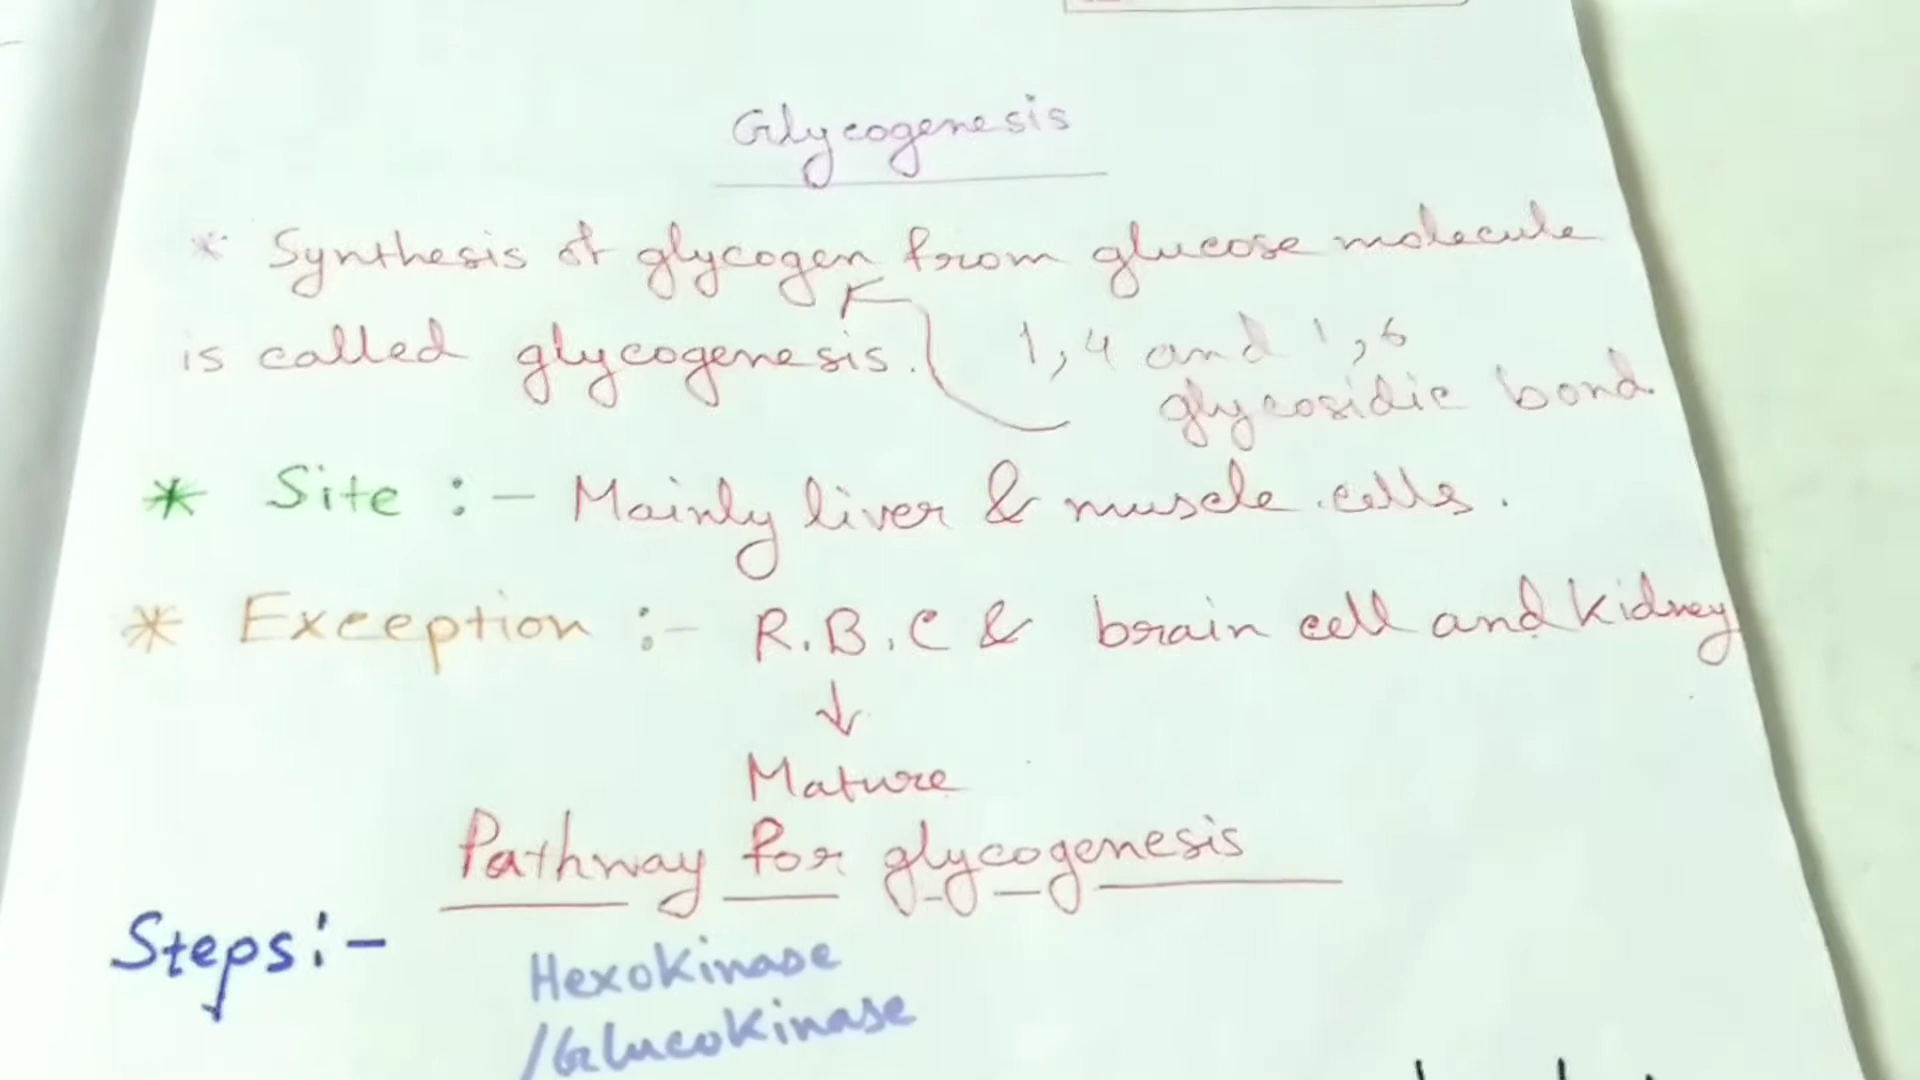 Glycogenesis
* Synthesis of glycogen from glucose molecule
is called glycogenesis. 1,4 and 1,6
glycosidic bond.
* Site :- Mainly liver & muscle cells.
* Exception :- R.B.C & brain cell and kidney
↓
Mature
Pathway for glycogenesis
Steps:-
Hexokinase
/Glucokinase